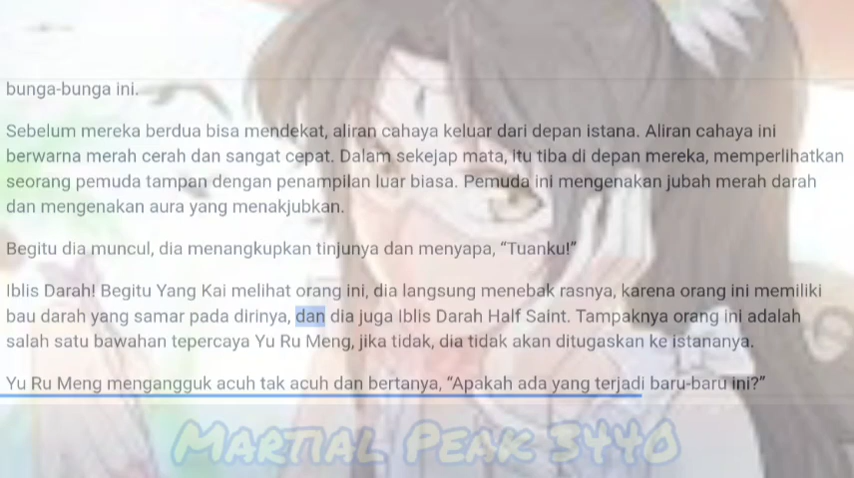 bunga-bunga ini.
Sebelum mereka berdua bisa mendekat, aliran cahaya keluar dari depan istana. Aliran cahaya ini
berwarna merah cerah dan sangat cepat. Dalam sekejap mata, itu tiba di depan mereka, memperlihatkan
seorang pemuda tampan dengan penampilan luar biasa. Pemuda ini mengenakan jubah merah darah
dan mengenakan aura yang menakjubkan.
Begitu dia muncul, dia menangkupkan tinjunya dan menyapa, “Tuanku!”
Iblis Darah! Begitu Yang Kai melihat orang ini, dia langsung menebak rasnya, karena orang ini memiliki
bau darah yang samar pada dirinya, dan dia juga Iblis Darah Half Saint. Tampaknya orang ini adalah
salah satu bawahan tepercaya Yu Ru Meng, jika tidak, dia tidak akan ditugaskan ke istananya.
Yu Ru Meng mengangguk acuh tak acuh dan bertanya, “Apakah ada yang terjadi baru-baru ini?”
Martial Peak 3440